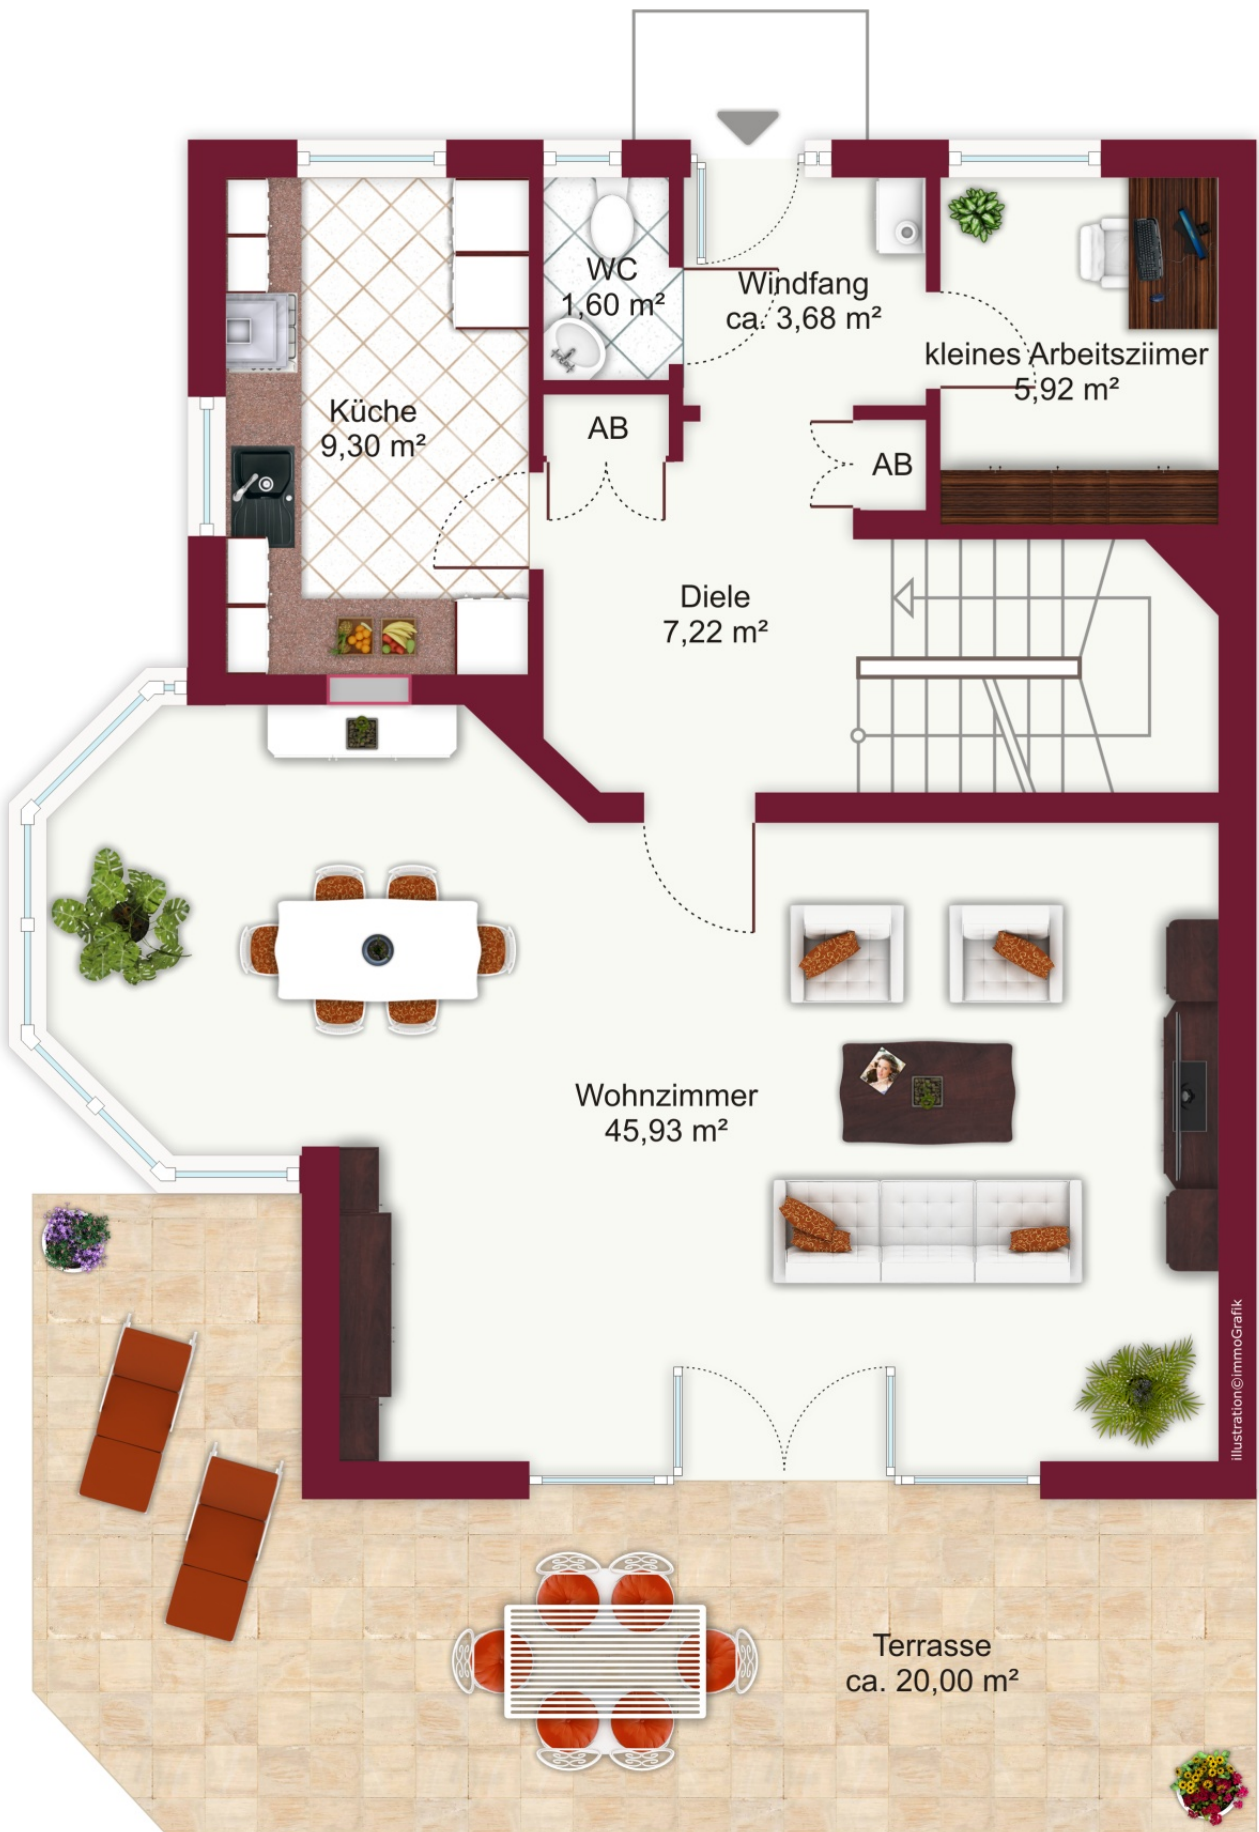 WC
1,60 m²
Windfang
ca. 3,68 m²
kleines Arbeitsziimer
5,92 m²
Küche
9,30 m²
AB
AB
Diele
7,22 m²
Wohnzimmer
45,93 m²
illustration©immoGrafik
Terrasse
ca. 20,00 m²